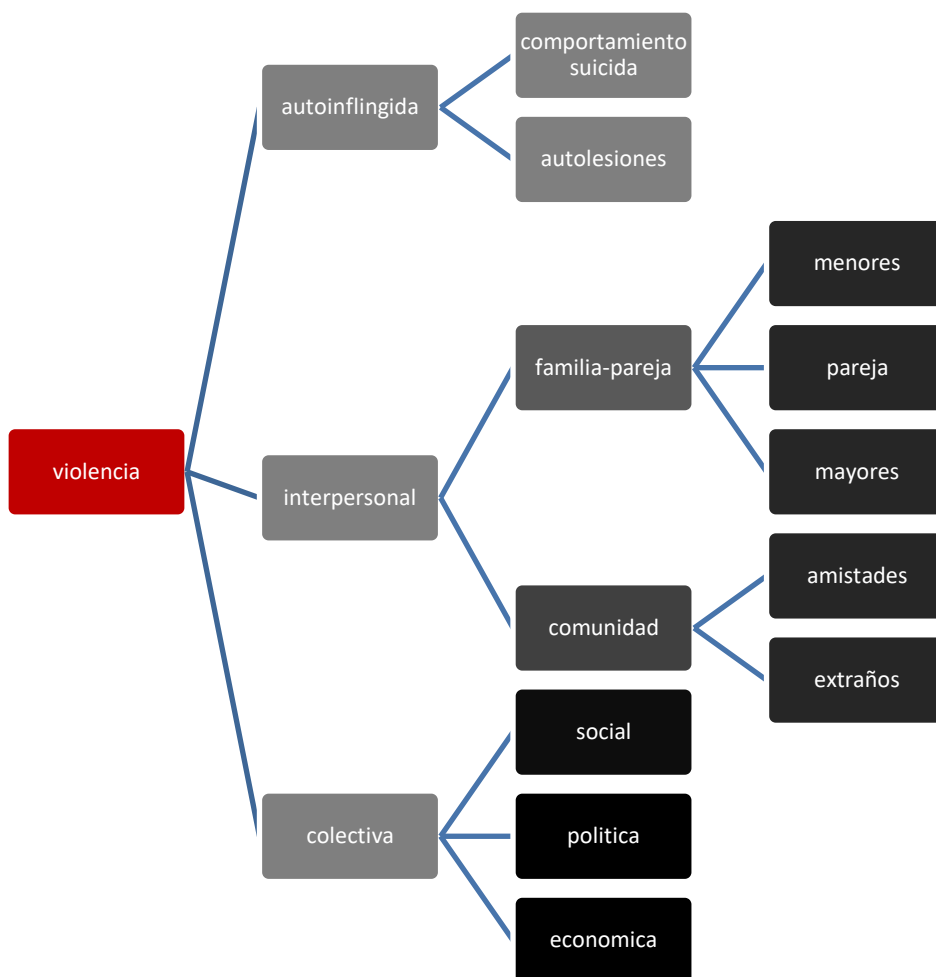 comportamiento
suicida
autoinflingida
autolesiones
menores
familia-pareja
pareja
violencia
mayores
interpersonal
amistades
comunidad
extraños
social
colectiva
politica
economica